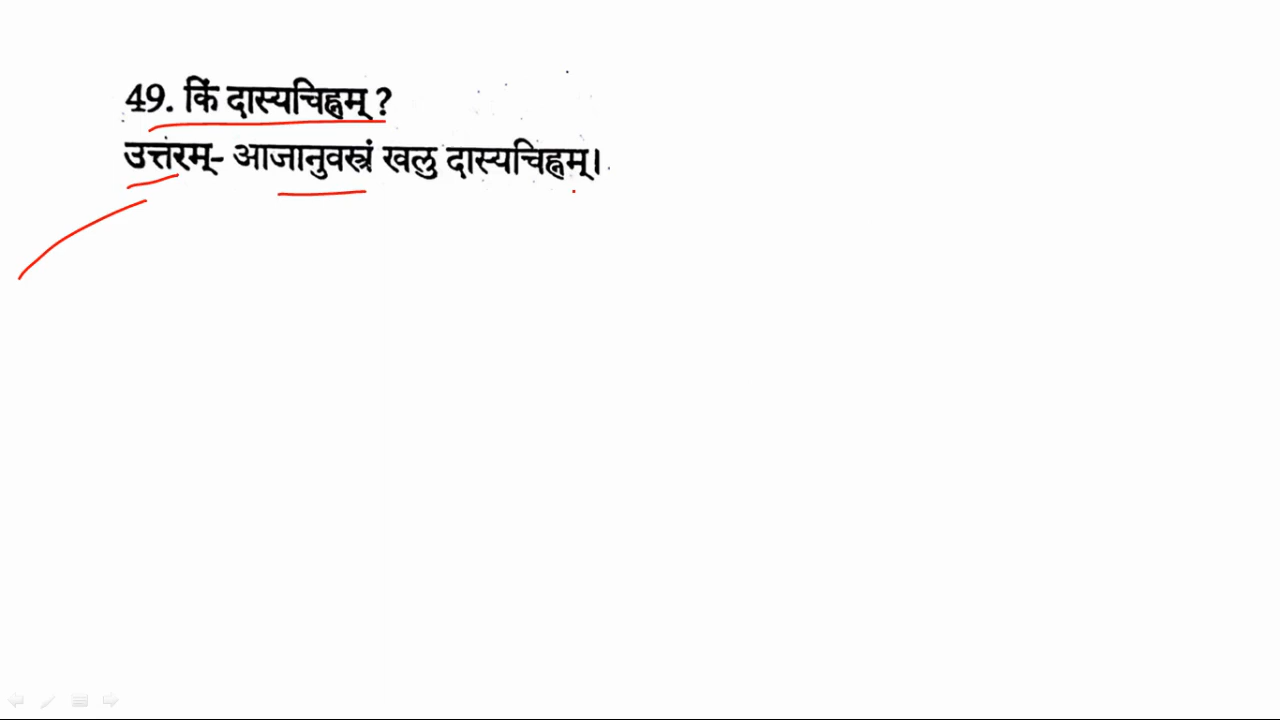 49. किं दास्यचिह्नम् ?
उत्तरम्- आजानुवस्त्रं खलु दास्यचिह्नम्।